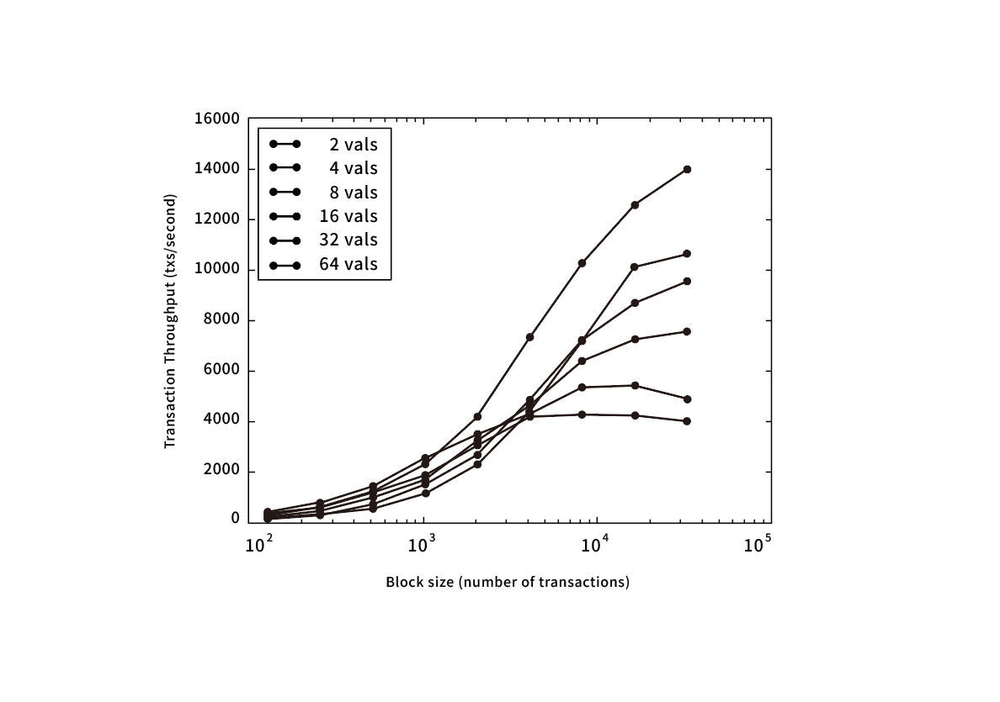 16000
14000
12000
10000
8000
6000
4000
2000
0
Transaction Throughput (txs/second)
2 vals
4 vals
8 vals
16 vals
32 vals
64 vals
10² 10³ 10⁴ 10⁵
Block size (number of transactions)